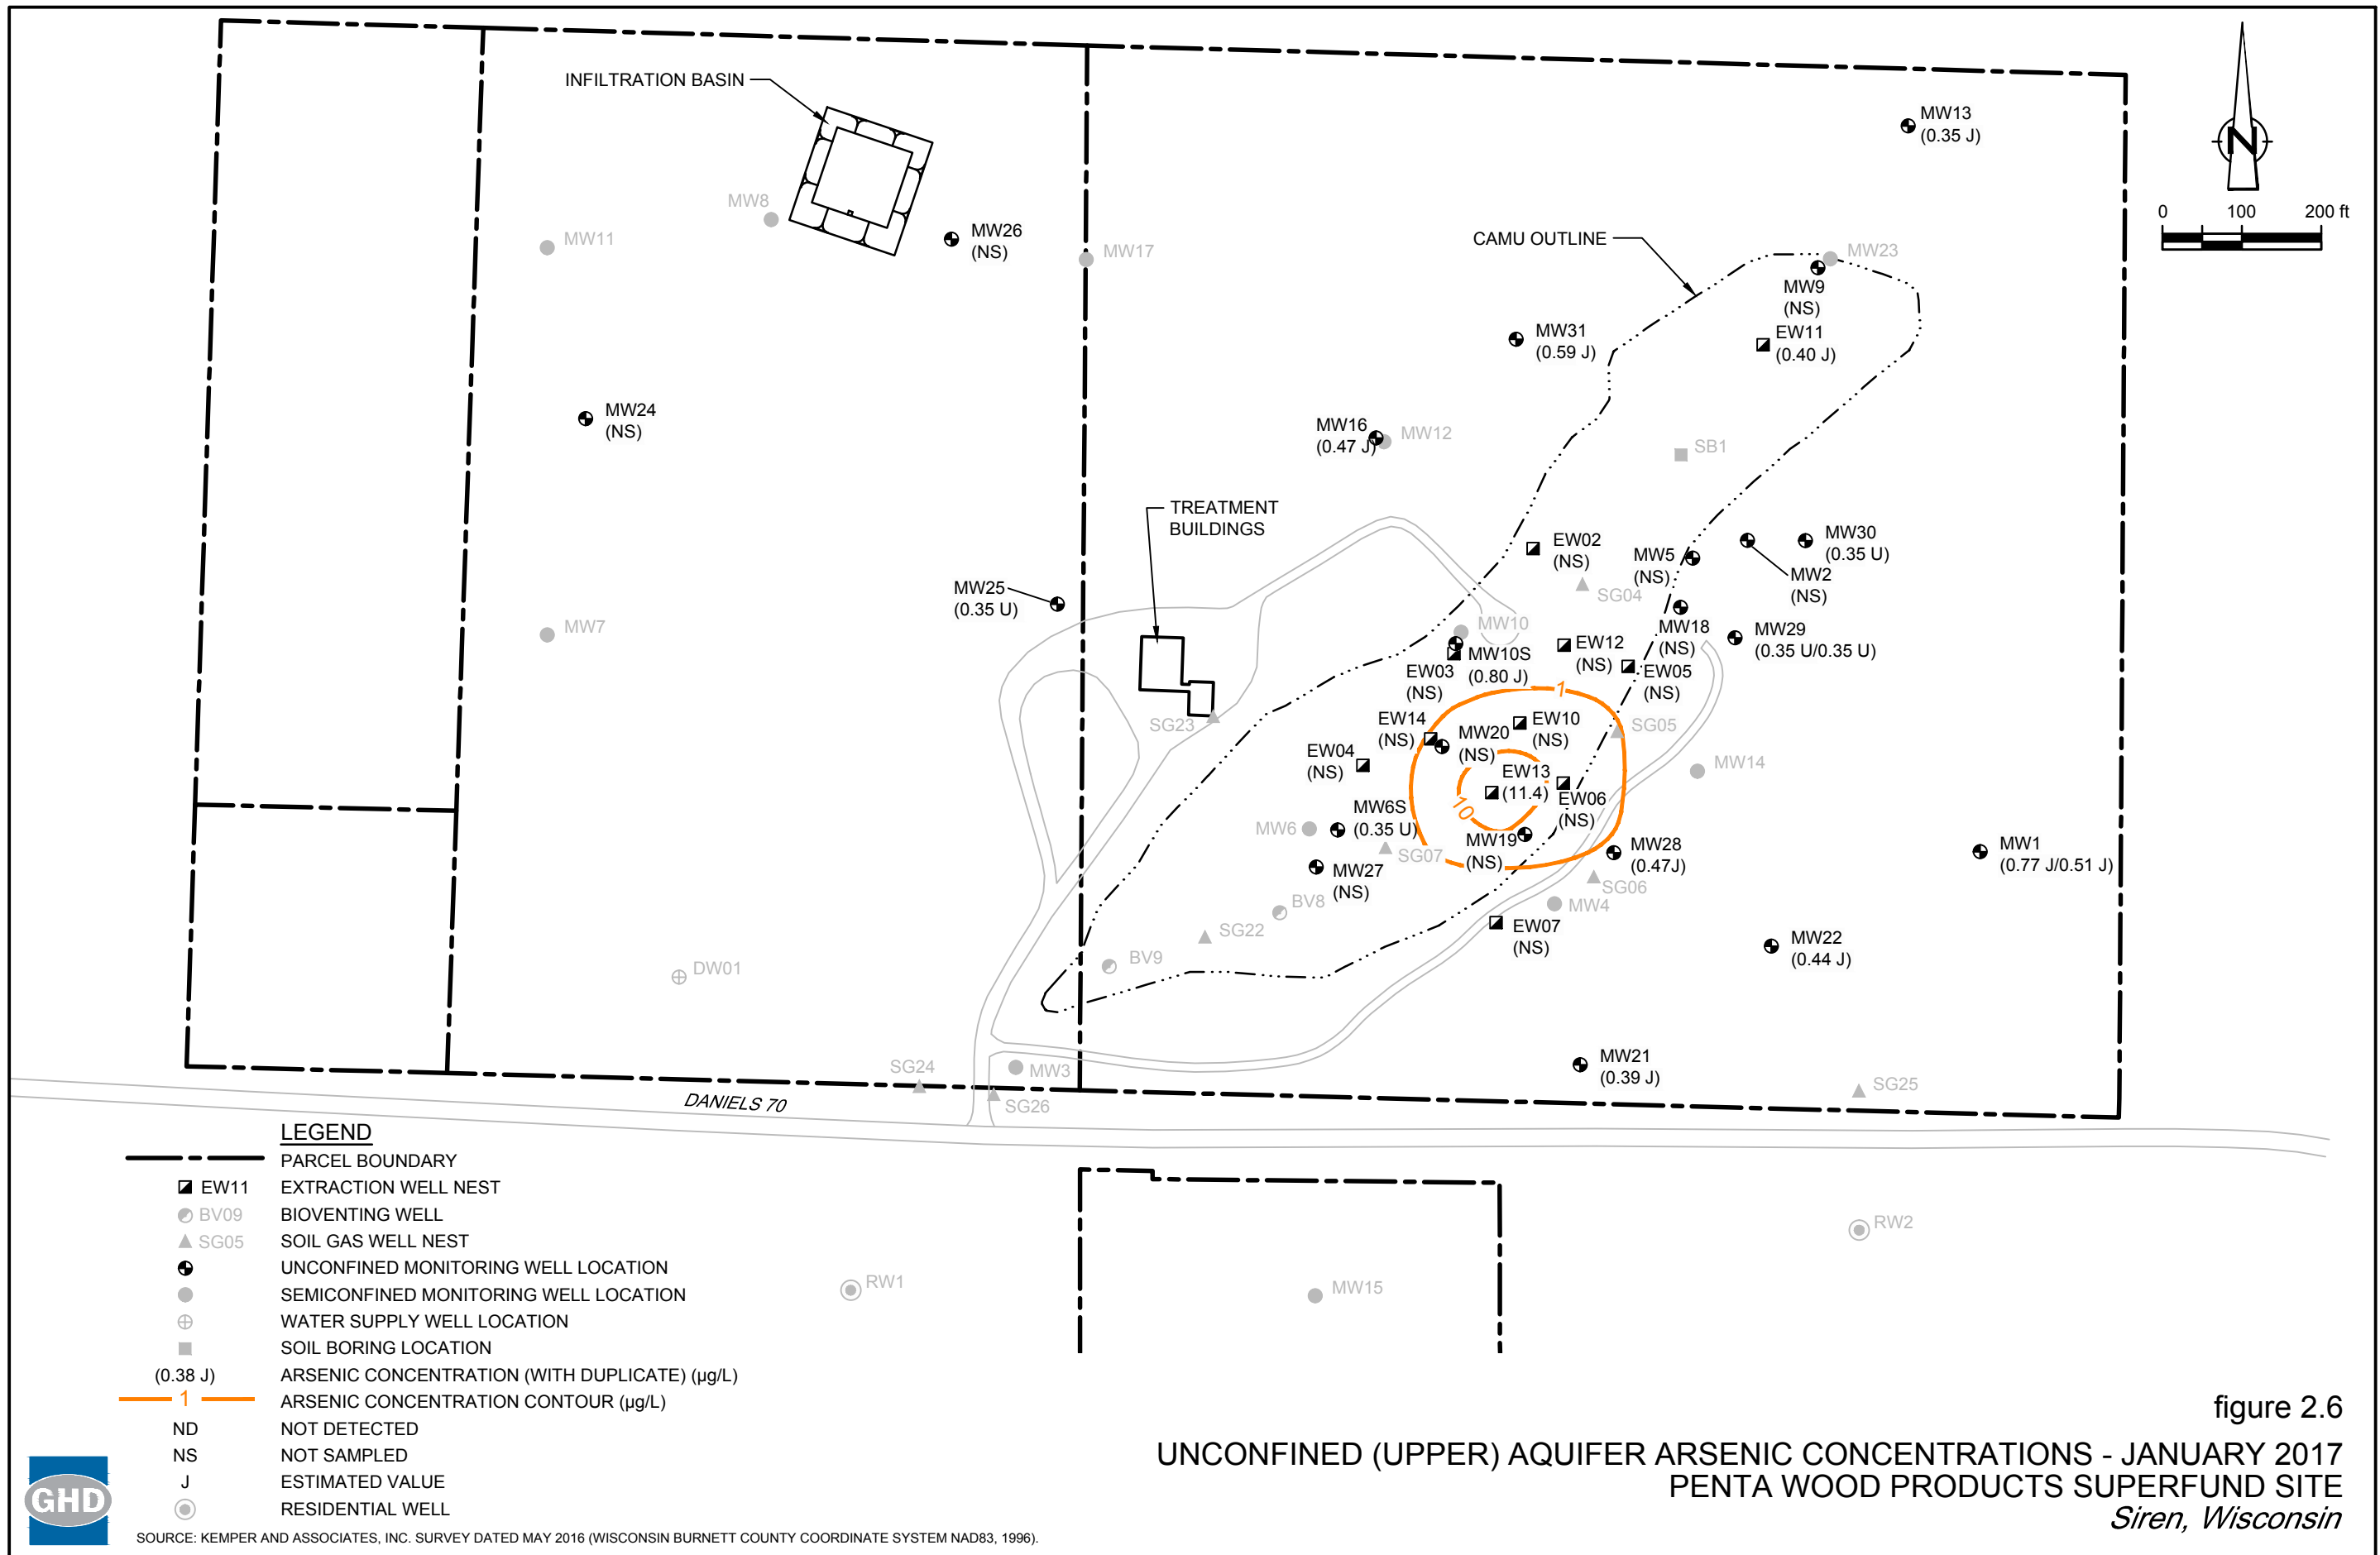 INFILTRATION BASIN
MW13
(0.35 J)
N
0 100 200 ft
MW8
MW11
MW26
(NS)
MW17
CAMU OUTLINE
MW23
MW9
(NS)
EW11
(0.40 J)
MW31
(0.59 J)
MW24
(NS)
MW16
(0.47 J)
MW12
SB1
TREATMENT
BUILDINGS
EW02
(NS)
MW5
(NS)
MW30
(0.35 U)
MW2
(NS)
MW25
(0.35 U)
SG04
MW7
MW10
MW18
(NS)
MW29
(0.35 U/0.35 U)
EW12
(NS)
MW10S
(0.80 J)
EW03
(NS)
EW05
(NS)
1
SG23
EW14
(NS)
MW20
(NS)
EW10
(NS)
SG05
EW04
(NS)
MW14
EW13
(11.4)
10
EW06
(NS)
MW6S
(0.35 U)
MW6
MW19
(NS)
SG07
MW28
(0.47J)
MW1
(0.77 J/0.51 J)
MW27
(NS)
SG06
BV8
MW4
SG22
EW07
(NS)
MW22
(0.44 J)
BV9
DW01
MW21
(0.39 J)
SG24
MW3
SG26
SG25
DANIELS 70
LEGEND
PARCEL BOUNDARY
EW11 EXTRACTION WELL NEST
BV09 BIOVENTING WELL
SG05 SOIL GAS WELL NEST
UNCONFINED MONITORING WELL LOCATION
SEMICONFINED MONITORING WELL LOCATION
WATER SUPPLY WELL LOCATION
SOIL BORING LOCATION
(0.38 J) ARSENIC CONCENTRATION (WITH DUPLICATE) (µg/L)
1 ARSENIC CONCENTRATION CONTOUR (µg/L)
ND NOT DETECTED
NS NOT SAMPLED
J ESTIMATED VALUE
RESIDENTIAL WELL
RW1
MW15
RW2
GHD
SOURCE: KEMPER AND ASSOCIATES, INC. SURVEY DATED MAY 2016 (WISCONSIN BURNETT COUNTY COORDINATE SYSTEM NAD83, 1996).
figure 2.6
UNCONFINED (UPPER) AQUIFER ARSENIC CONCENTRATIONS - JANUARY 2017
PENTA WOOD PRODUCTS SUPERFUND SITE
Siren, Wisconsin